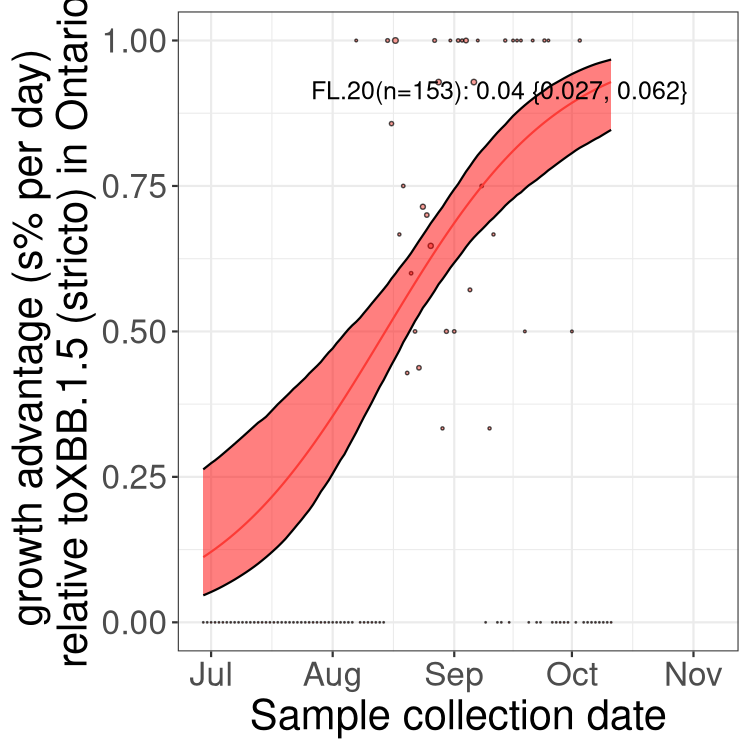 growth advantage (s% per day)
relative toXBB.1.5 (stricto) in Ontario
1.00
0.75
0.50
0.25
0.00
FL.20(n=153): 0.04 {0.027, 0.062}
Jul Aug Sep Oct Nov
Sample collection date